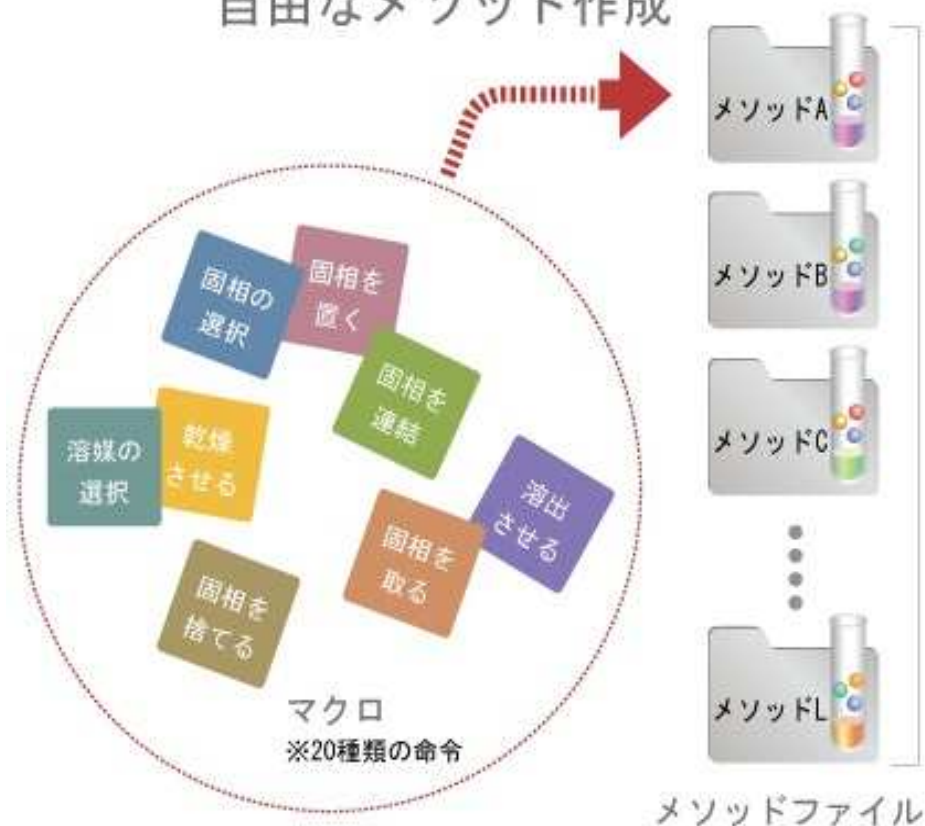 自由なメソッド作成
固相の
選択
固相を
置く
固相を
連結
溶媒の
選択
乾燥
させる
溶出
させる
固相を
取る
固相を
捨てる
マクロ
※20種類の命令
メソッドA
メソッドB
メソッドC
メソッドL
メソッドファイル